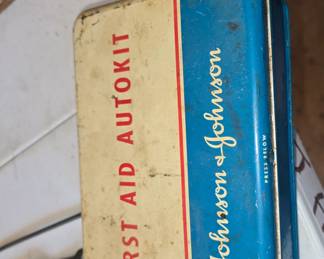 RST AID AUTOKIT
Johnson & Johnson
PRESS BELOW